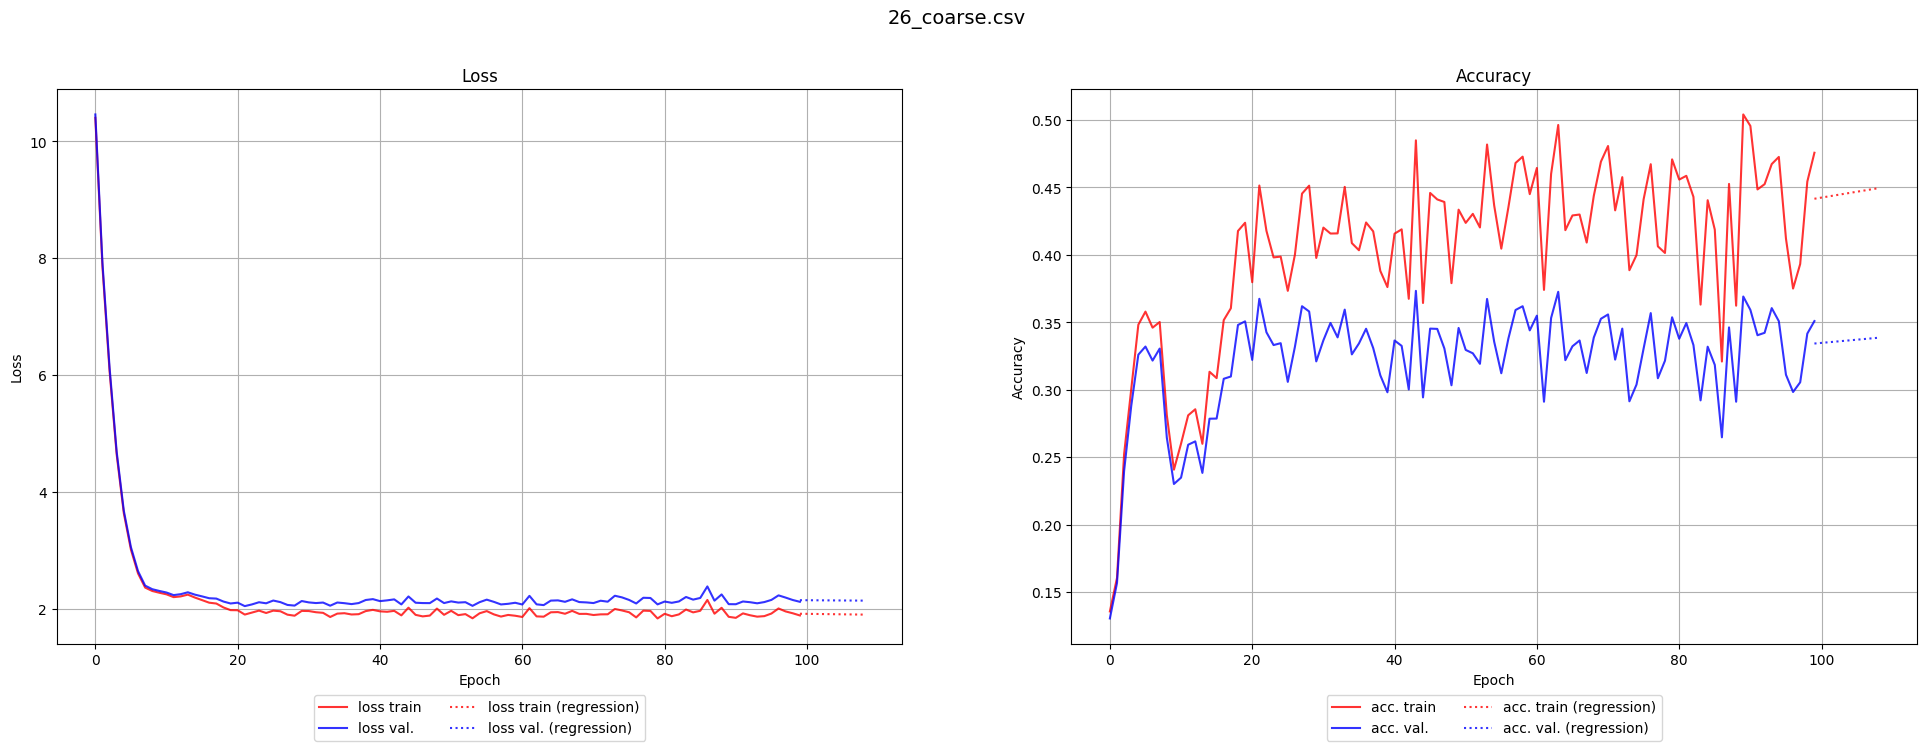 26_coarse.csv
Loss
Loss
10
8
6
4
2
0 20 40 60 80 100
Epoch
loss train loss train (regression)
loss val. loss val. (regression)
Accuracy
Accuracy
0.50
0.45
0.40
0.35
0.30
0.25
0.20
0.15
0 20 40 60 80 100
Epoch
acc. train acc. train (regression)
acc. val. acc. val. (regression)